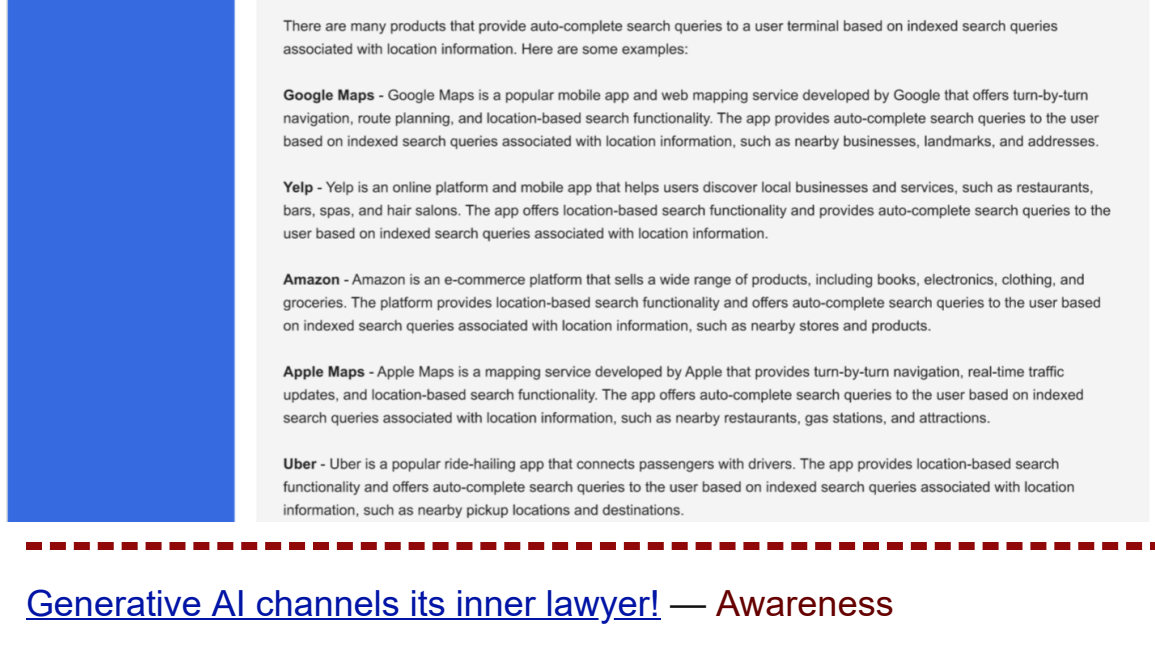 There are many products that provide auto-complete search queries to a user terminal based on indexed search queries
associated with location information. Here are some examples:
Google Maps - Google Maps is a popular mobile app and web mapping service developed by Google that offers turn-by-turn
navigation, route planning, and location-based search functionality. The app provides auto-complete search queries to the user
based on indexed search queries associated with location information, such as nearby businesses, landmarks, and addresses.
Yelp - Yelp is an online platform and mobile app that helps users discover local businesses and services, such as restaurants,
bars, spas, and hair salons. The app offers location-based search functionality and provides auto-complete search queries to the
user based on indexed search queries associated with location information.
Amazon - Amazon is an e-commerce platform that sells a wide range of products, including books, electronics, clothing, and
groceries. The platform provides location-based search functionality and offers auto-complete search queries to the user based
on indexed search queries associated with location information, such as nearby stores and products.
Apple Maps - Apple Maps is a mapping service developed by Apple that provides turn-by-turn navigation, real-time traffic
updates, and location-based search functionality. The app offers auto-complete search queries to the user based on indexed
search queries associated with location information, such as nearby restaurants, gas stations, and attractions.
Uber - Uber is a popular ride-hailing app that connects passengers with drivers. The app provides location-based search
functionality and offers auto-complete search queries to the user based on indexed search queries associated with location
information, such as nearby pickup locations and destinations.
Generative AI channels its inner lawyer! — Awareness